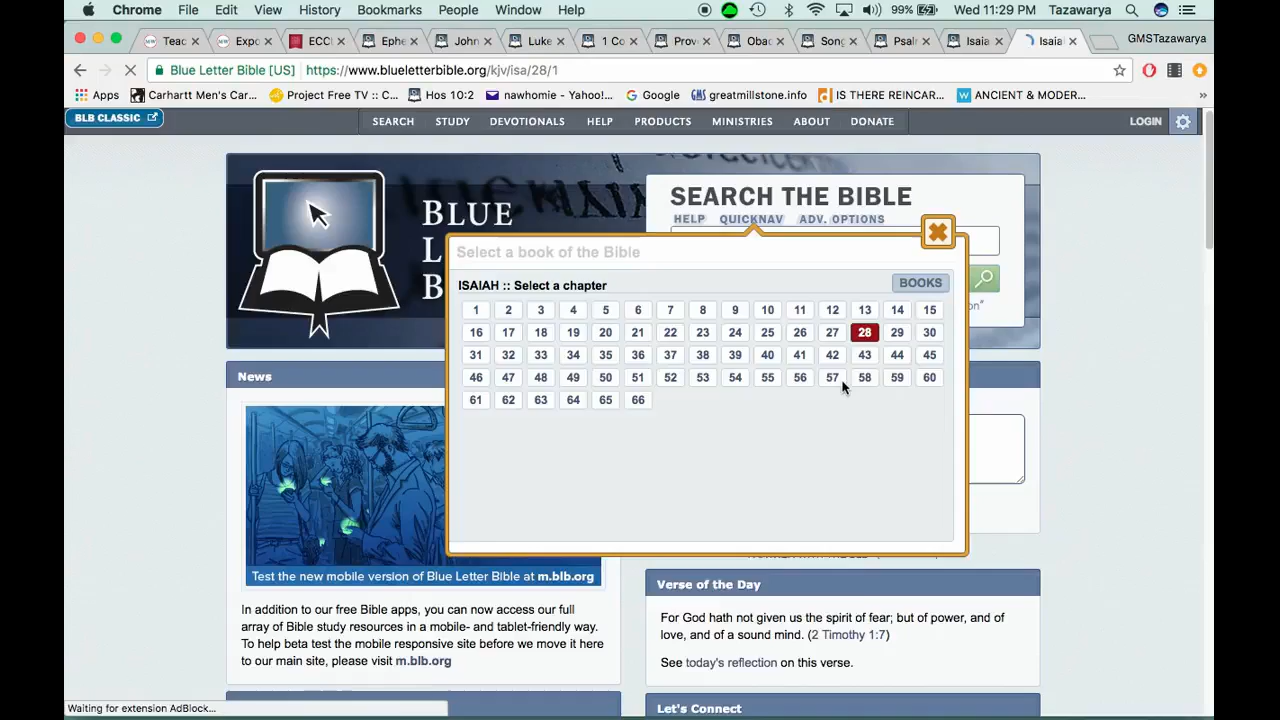 Chrome File Edit View History Bookmarks People Window Help 99% Wed 11:29 PM Tazawarya
Teac Expo ECC Ephe John Luke 1 Co Prov Obac Song Psalr Isaia Isaia GMSTazawarya
Blue Letter Bible [US] https://www.blueletterbible.org/kjv/isa/28/1
Apps Carhartt Men's Car... Project Free TV :: C... Hos 10:2 nawhomie - Yahoo!... Google greatmillstone.info IS THERE REINCAR... ANCIENT & MODER... »
BLB CLASSIC SEARCH STUDY DEVOTIONALS HELP PRODUCTS MINISTRIES ABOUT DONATE LOGIN
SEARCH THE BIBLE
HELP QUICKNAV ADV. OPTIONS
BLUE
L
B
Select a book of the Bible
ISAIAH :: Select a chapter BOOKS
1 2 3 4 5 6 7 8 9 10 11 12 13 14 15
16 17 18 19 20 21 22 23 24 25 26 27 28 29 30
31 32 33 34 35 36 37 38 39 40 41 42 43 44 45
46 47 48 49 50 51 52 53 54 55 56 57 58 59 60
61 62 63 64 65 66
News
Test the new mobile version of Blue Letter Bible at m.blb.org
In addition to our free Bible apps, you can now access our full
array of Bible study resources in a mobile- and tablet-friendly way.
To help beta test the mobile responsive site before we move it here
to our main site, please visit m.blb.org
Verse of the Day
For God hath not given us the spirit of fear; but of power, and of
love, and of a sound mind. (2 Timothy 1:7)
See today's reflection on this verse.
Let's Connect
Waiting for extension AdBlock...